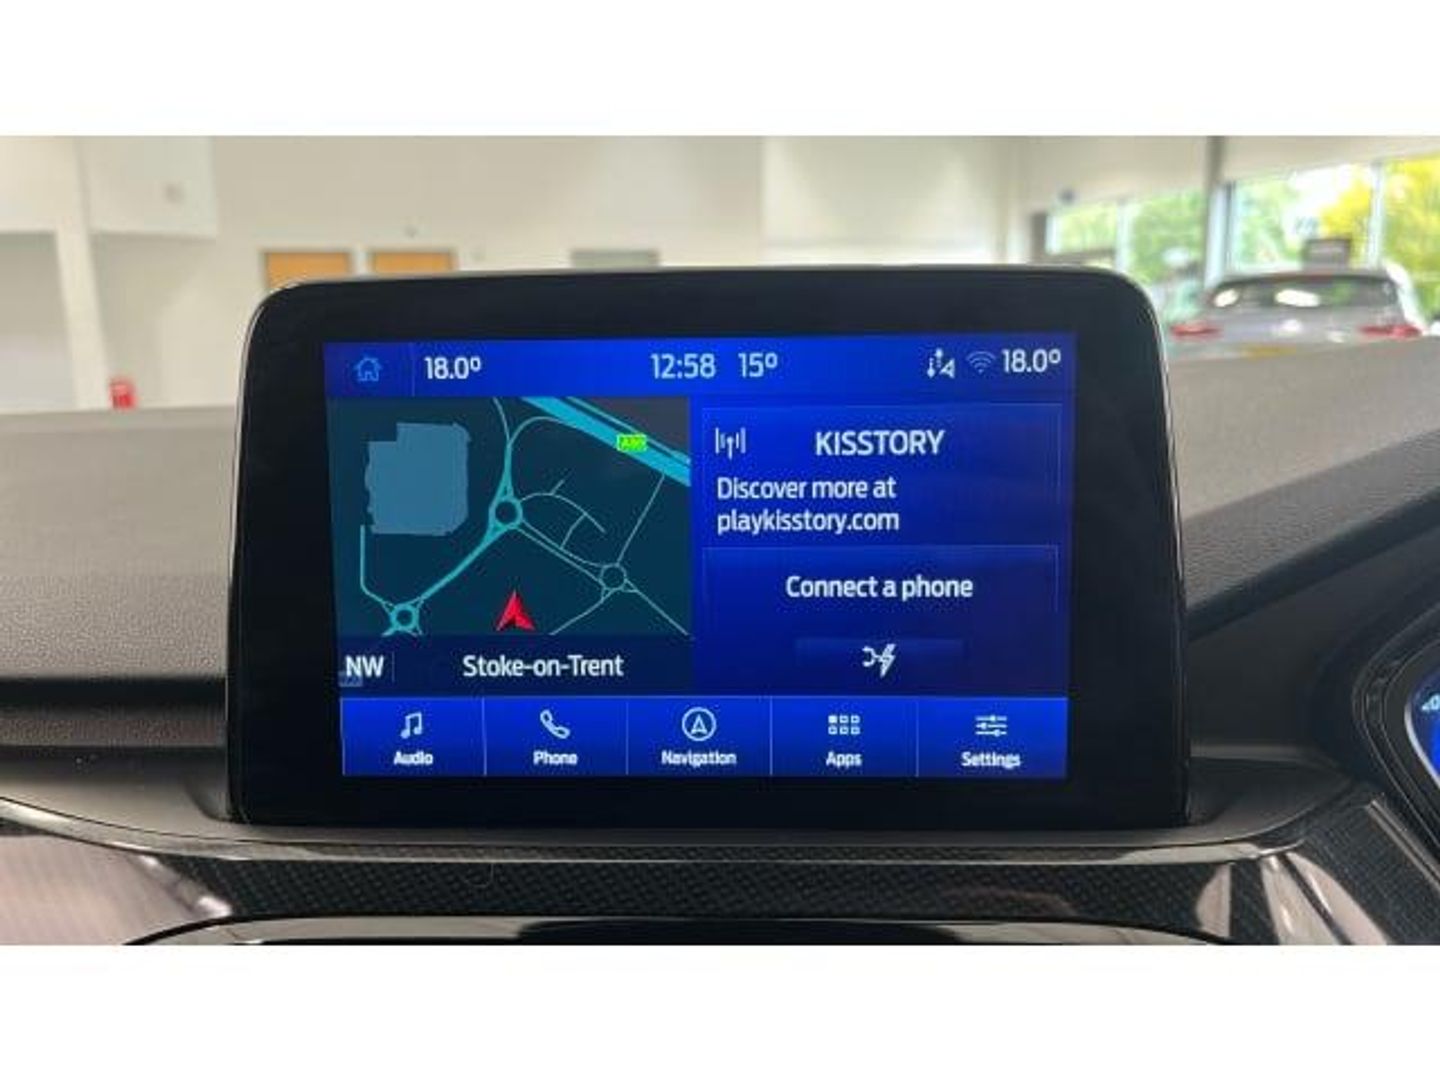 18.0° 12:58 15° 18.0°
KISSTORY
Discover more at
playkisstory.com
Connect a phone
NW Stoke-on-Trent
Audio Phone Navigation Apps Settings